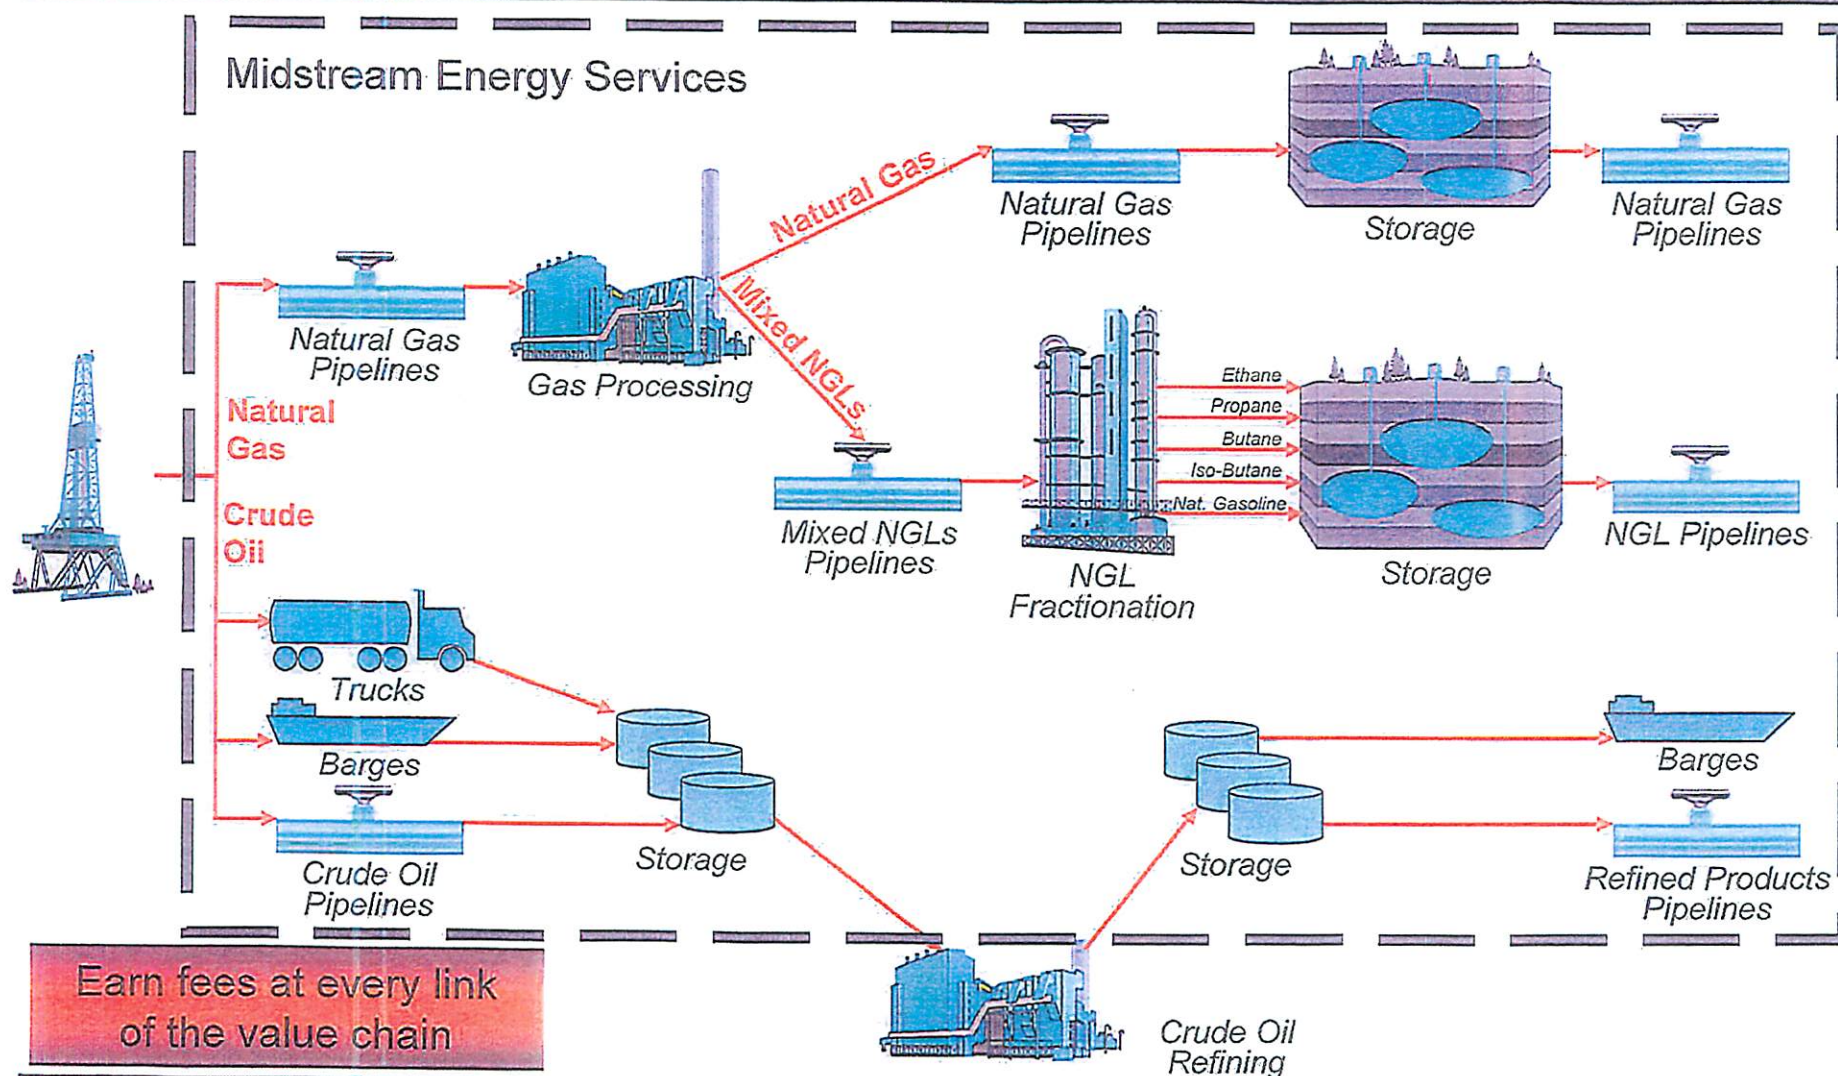 Midstream Energy Services
Natural Gas
Natural Gas
Pipelines
Storage
Natural Gas
Pipelines
Natural Gas
Pipelines
Gas Processing
Mixed NGLs
Natural
Gas
Crude
Oil
Mixed NGLs
Pipelines
NGL
Fractionation
Ethane
Propane
Butane
Iso-Butane
Nat. Gasoline
Storage
NGL Pipelines
Trucks
Barges
Crude Oil
Pipelines
Storage
Storage
Barges
Refined Products
Pipelines
Crude Oil
Refining
Earn fees at every link
of the value chain